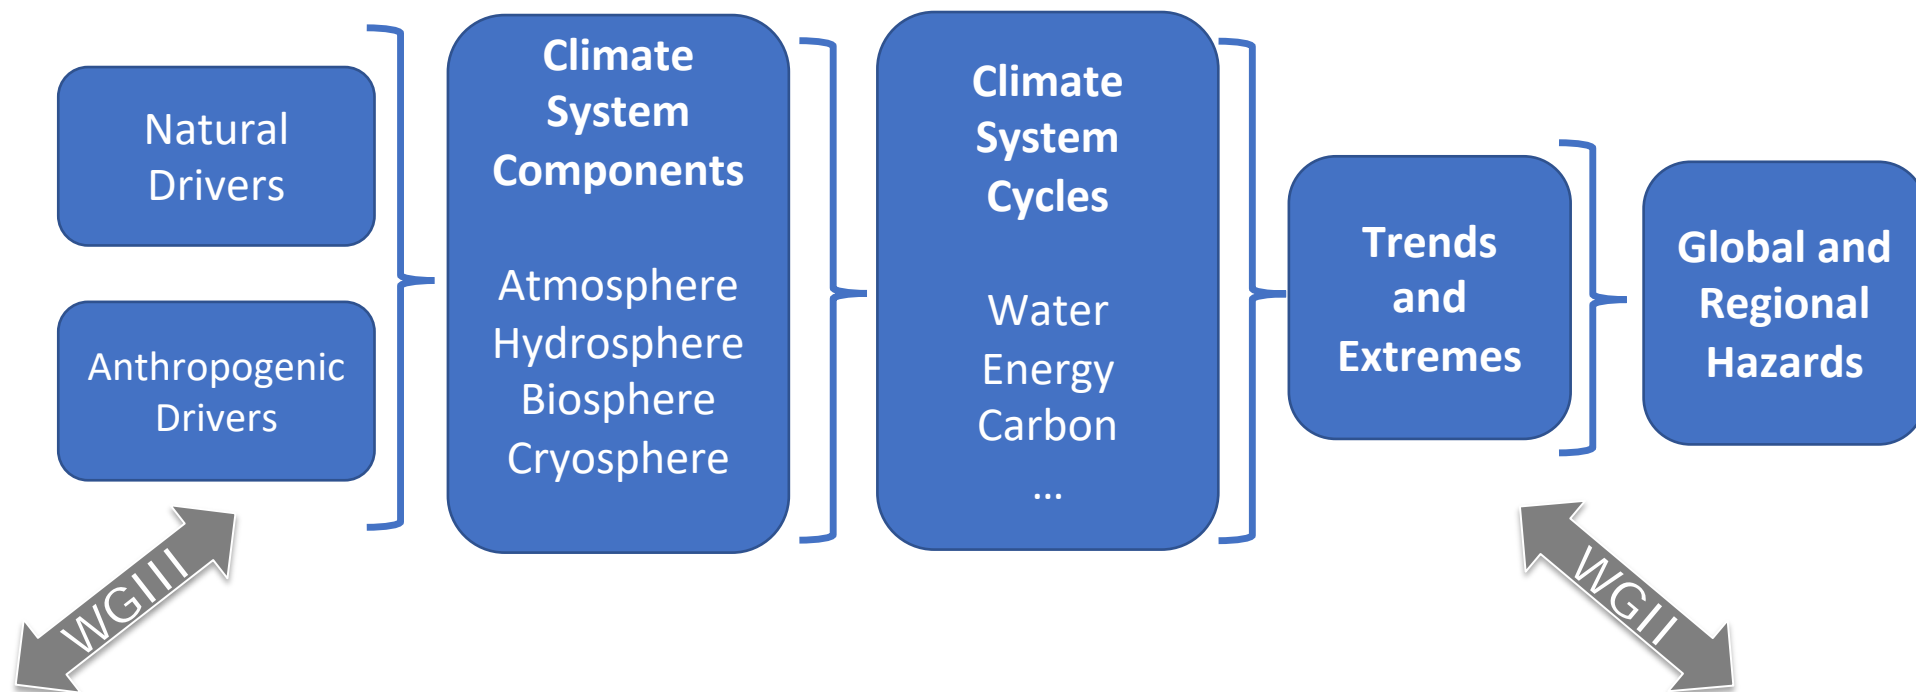 Natural
Drivers
Anthropogenic
Drivers
Climate
System
Components
Atmosphere
Hydrosphere
Biosphere
Cryosphere
Climate
System
Cycles
Water
Energy
Carbon
...
Trends
and
Extremes
Global and
Regional
Hazards
WGIII
WGII